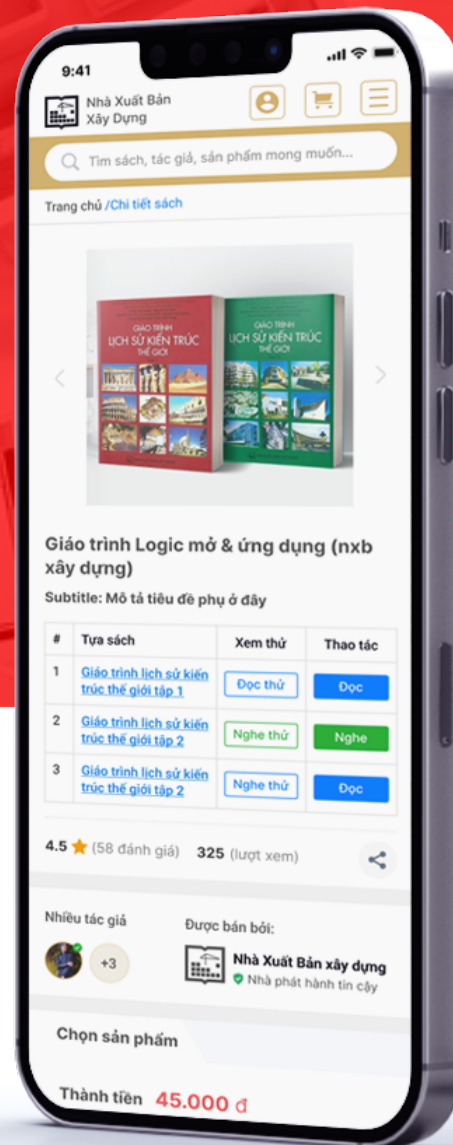 9:41
Nhà Xuất Bản
Xây Dựng
Tìm sách, tác giả, sản phẩm mong muốn...
Trang chủ /Chi tiết sách
GIÁO TRÌNH
LỊCH SỬ KIẾN TRÚC
THẾ GIỚI
GIÁO TRÌNH
LỊCH SỬ KIẾN TRÚC
THẾ GIỚI
Giáo trình Logic mở & ứng dụng (nxb
xây dựng)
Subtitle: Mô tả tiêu đề phụ ở đây
# Tựa sách Xem thử Thao tác
1 Giáo trình lịch sử kiến
trúc thế giới tập 1 Đọc thử Đọc
2 Giáo trình lịch sử kiến
trúc thế giới tập 2 Nghe thử Nghe
3 Giáo trình lịch sử kiến
trúc thế giới tập 2 Nghe thử Đọc
4.5 (58 đánh giá) 325 (lượt xem)
Nhiều tác giả Được bán bởi:
+3 Nhà Xuất Bản xây dựng
Nhà phát hành tin cậy
Chọn sản phẩm
Thành tiền 45.000 đ